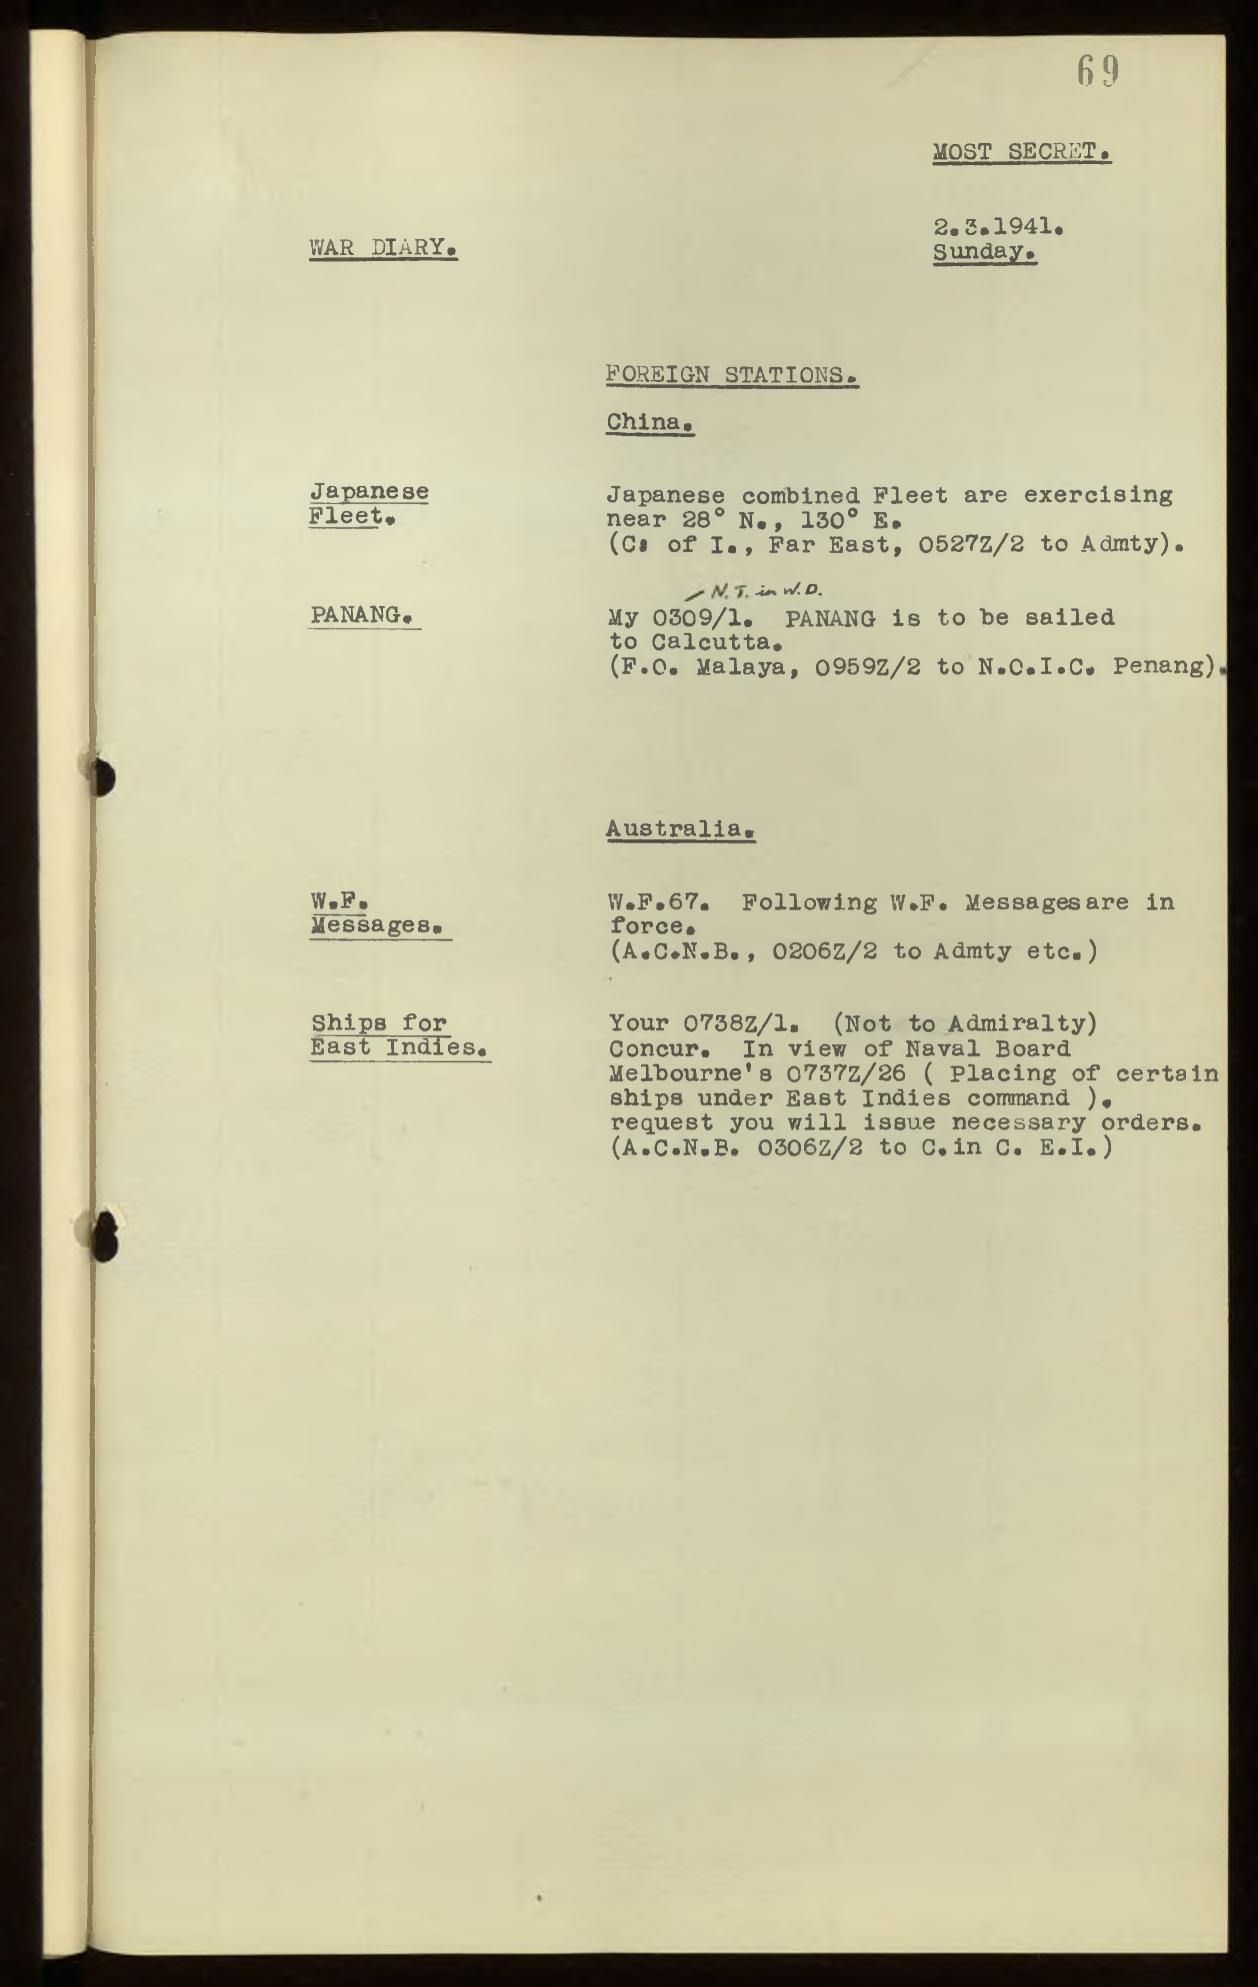 69
MOST SECRET.
2.3.1941.
WAR DIARY.
Sunday.
FOREIGN STATIONS.
China.
Japanese
Fleet.
Japanese combined Fleet are exercising
near 28° N., 130° E.
(C: of I., Far East, 0527Z/2 to Admty).
N.T. in W.D.
PANANG.
My 0309/1. PANANG is to be sailed
to Calcutta.
(F.O. Malaya, 0959Z/2 to N.O.I.C. Penang).
Australia.
W.F.
Messages.
W.F.67. Following W.F. Messages are in
force.
(A.C.N.B., 0206Z/2 to Admty etc.)
Ships for
East Indies.
Your 0738Z/1. (Not to Admiralty)
Concur. In view of Naval Board
Melbourne's 0737Z/26 ( Placing of certain
ships under East Indies command ).
request you will issue necessary orders.
(A.C.N.B. 0306Z/2 to C.in C. E.I.)